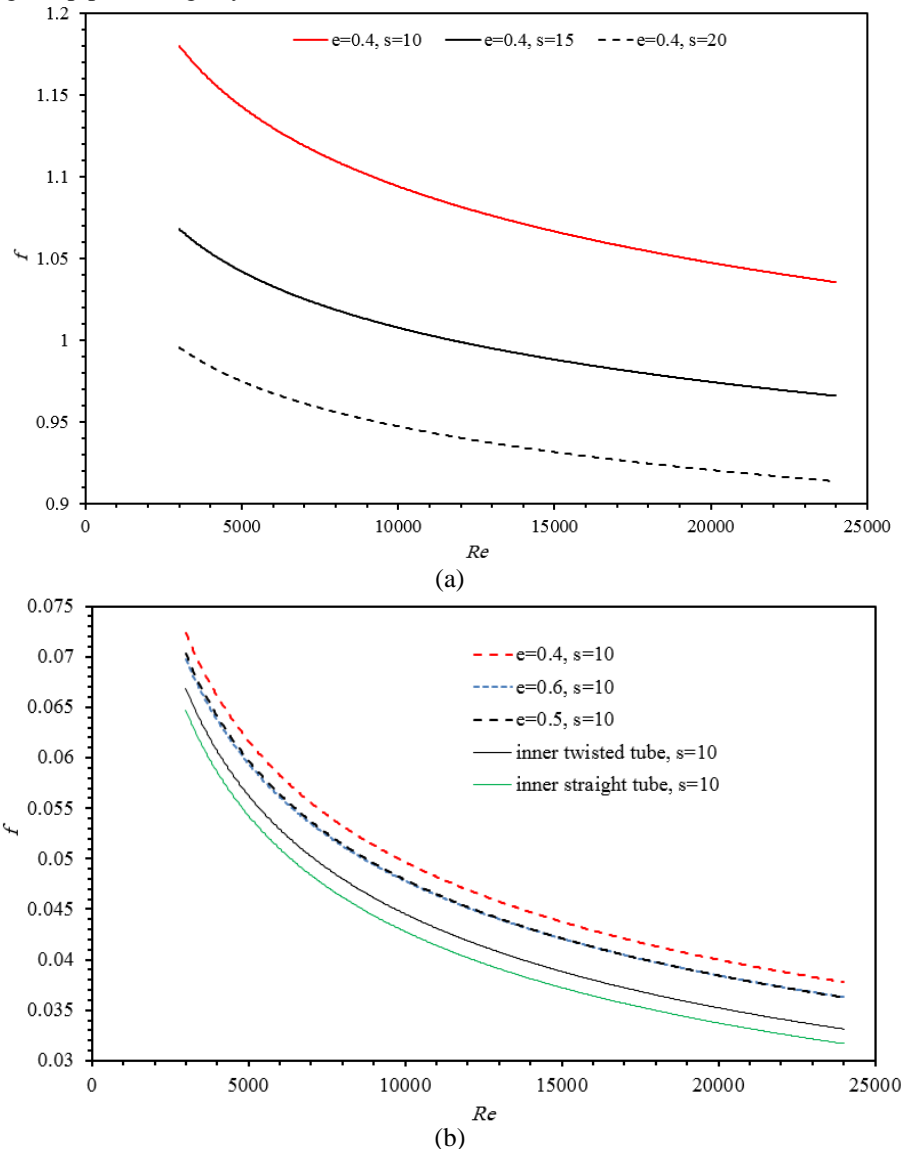 1.2
e=0.4, s=10 e=0.4, s=15 e=0.4, s=20
1.15
1.1
1.05
f
1
0.95
0.9
0 5000 10000 15000 20000 25000
Re
(a)
0.075
0.07
e=0.4, s=10
0.065
e=0.6, s=10
e=0.5, s=10
0.06
inner twisted tube, s=10
0.055
inner straight tube, s=10
f
0.05
0.045
0.04
0.035
0.03
0 5000 10000 15000 20000 25000
Re
(b)